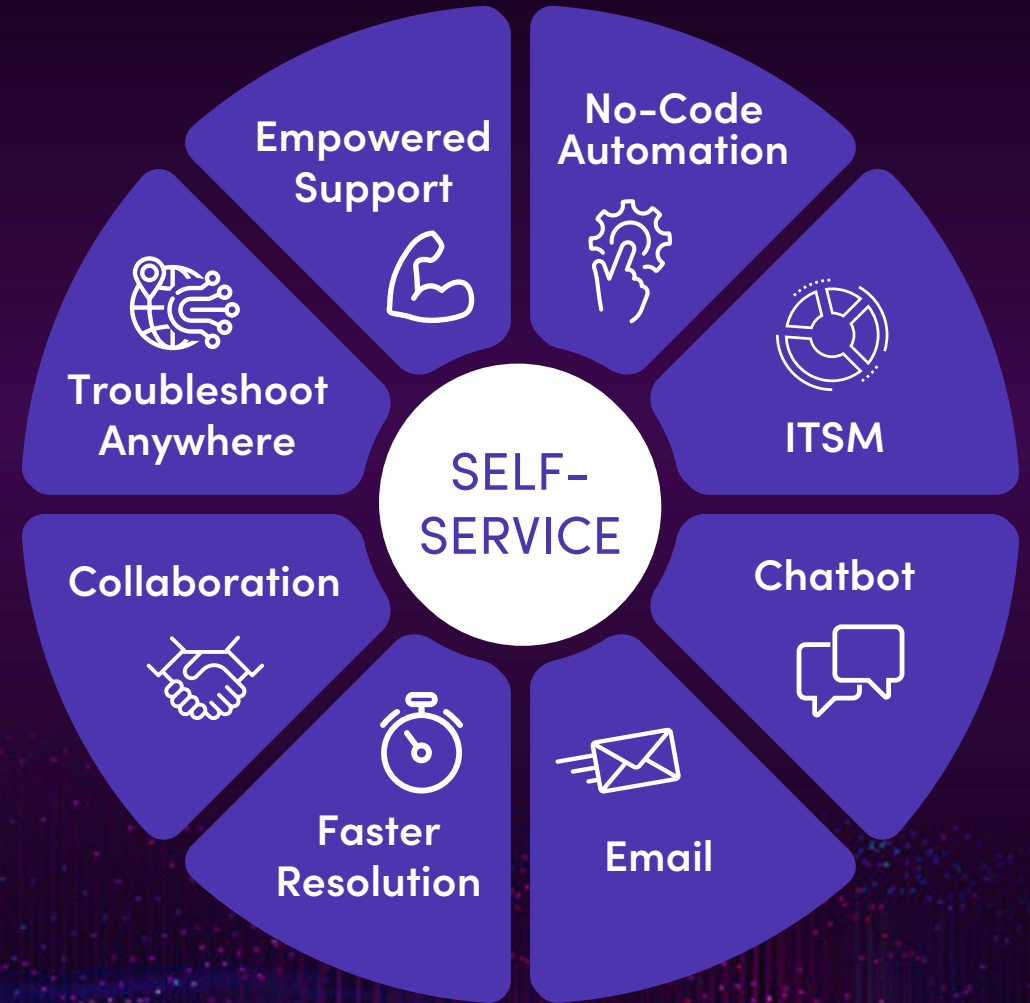 Empowered
Support
No-Code
Automation
Troubleshoot
Anywhere
ITSM
SELF-
SERVICE
Collaboration
Chatbot
Faster
Resolution
Email